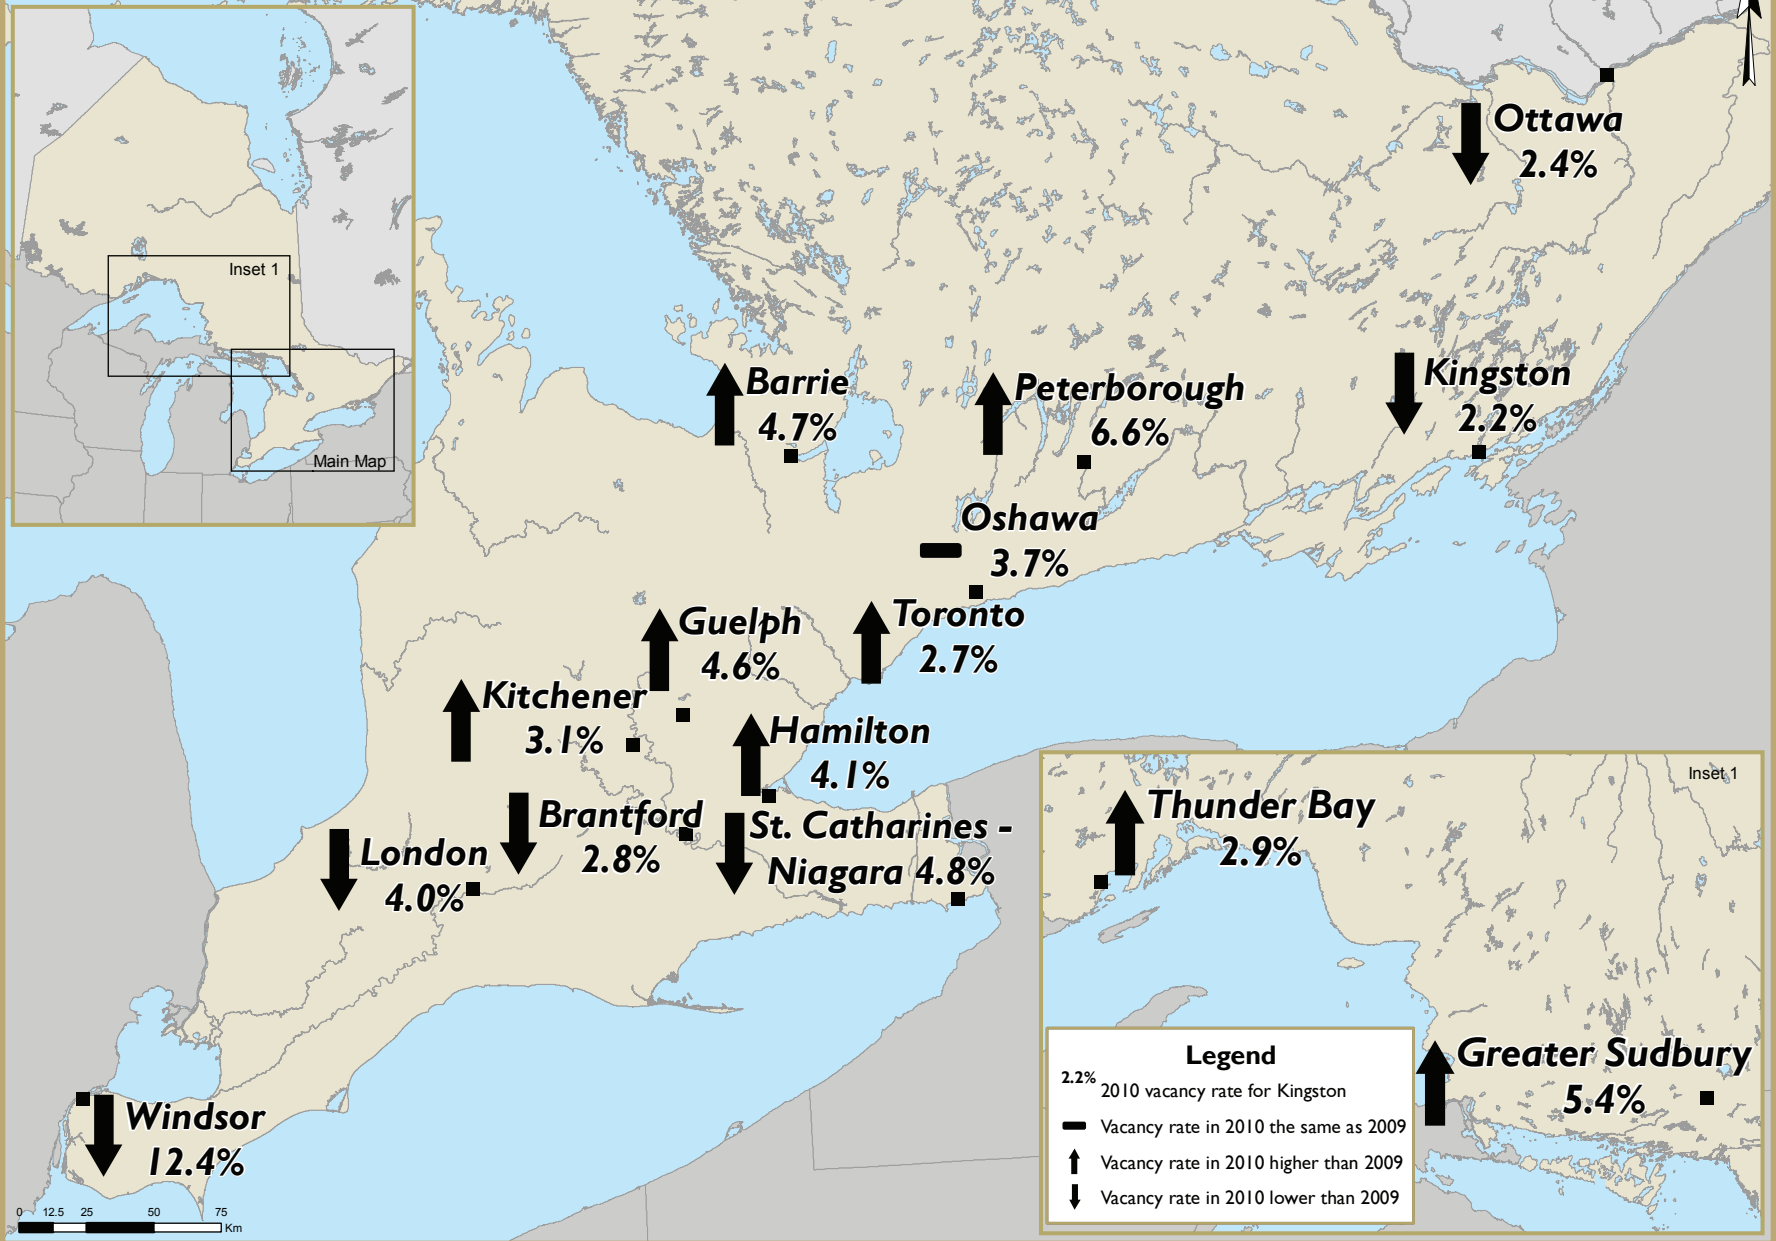 Inset 1
Main Map
Ottawa
2.4%
Barrie
4.7%
Peterborough
6.6%
Kingston
2.2%
Oshawa
3.7%
Guelph
4.6%
Toronto
2.7%
Kitchener
3.1%
Hamilton
4.1%
Brantford
2.8%
St. Catharines -
Niagara 4.8%
London
4.0%
Windsor
12.4%
0 12.5 25 50 75
Km
Inset 1
Thunder Bay
2.9%
Greater Sudbury
5.4%
Legend
2.2% 2010 vacancy rate for Kingston
Vacancy rate in 2010 the same as 2009
Vacancy rate in 2010 higher than 2009
Vacancy rate in 2010 lower than 2009